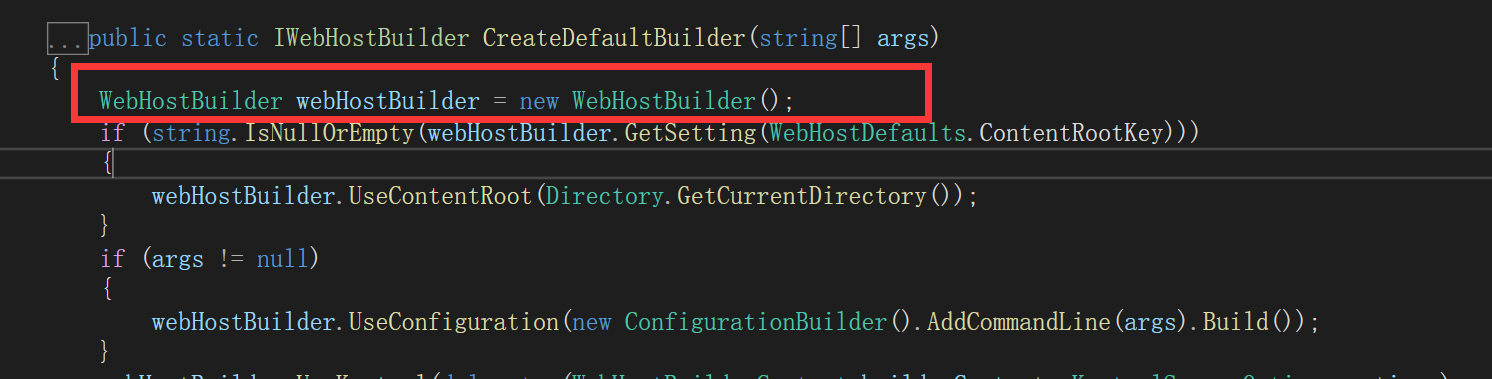 ...public static IWebHostBuilder CreateDefaultBuilder(string[] args)
{
WebHostBuilder webHostBuilder = new WebHostBuilder();
if (string.IsNullOrEmpty(webHostBuilder.GetSetting(WebHostDefaults.ContentRootKey)))
{
webHostBuilder.UseContentRoot(Directory.GetCurrentDirectory());
}
if (args != null)
{
webHostBuilder.UseConfiguration(new ConfigurationBuilder().AddCommandLine(args).Build());
}